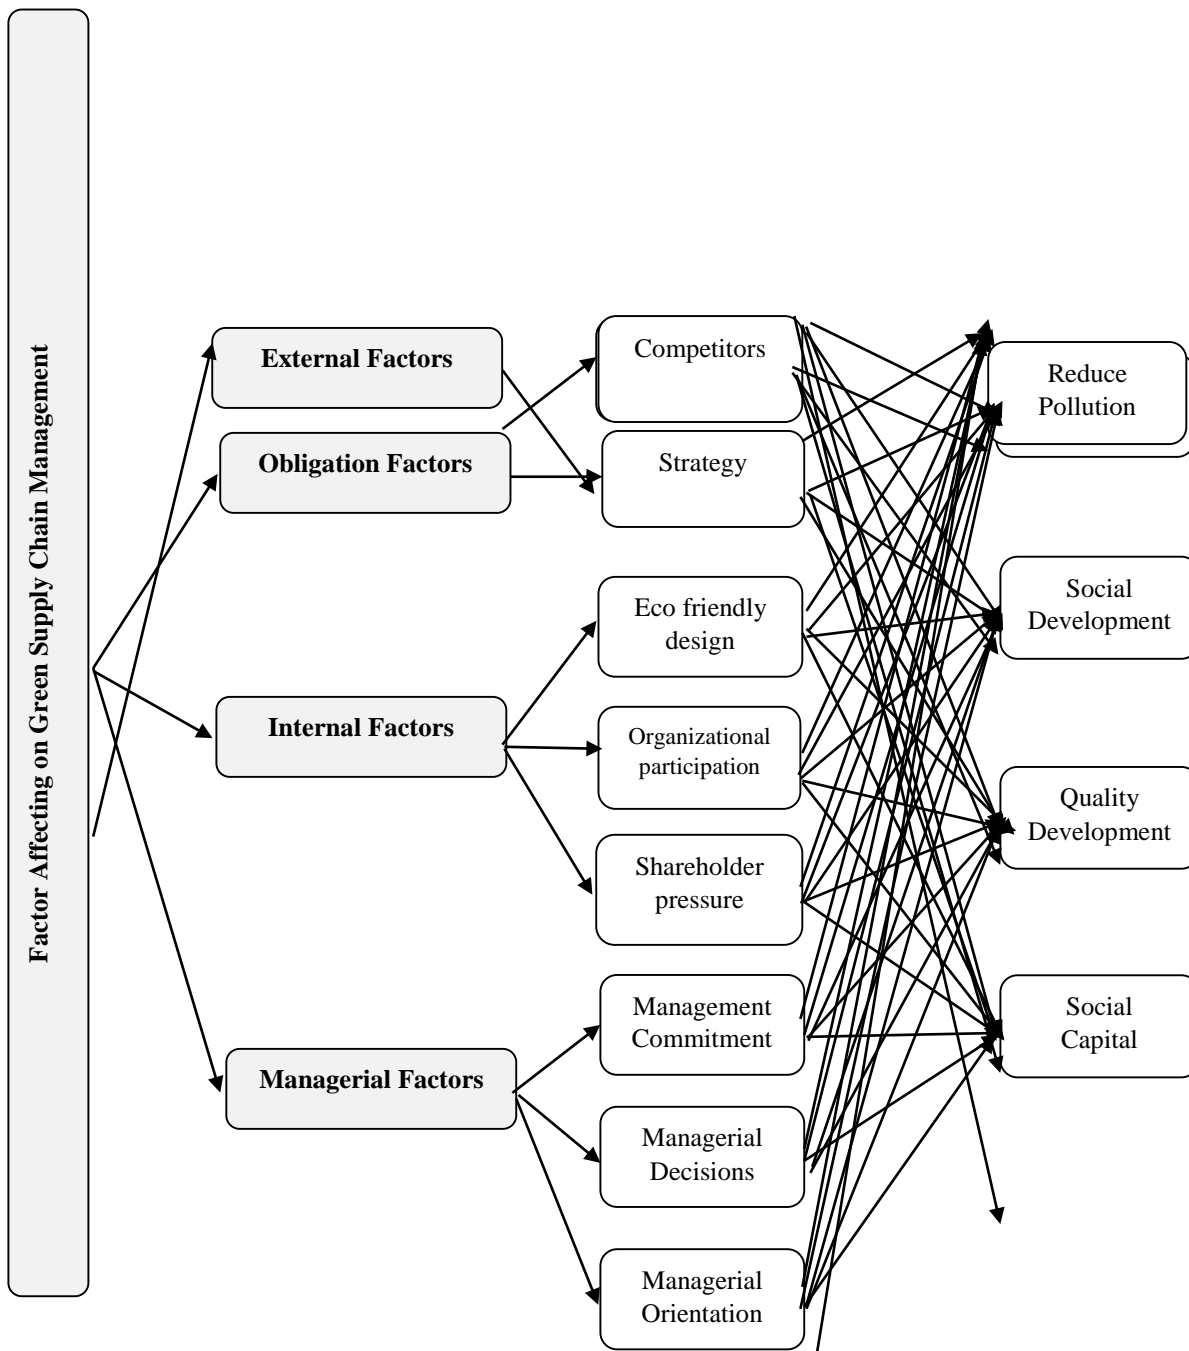 Factor Affecting on Green Supply Chain Management
External Factors
Obligation Factors
Internal Factors
Managerial Factors
Competitors
Strategy
Eco friendly
design
Organizational
participation
Shareholder
pressure
Management
Commitment
Managerial
Decisions
Managerial
Orientation
Reduce
Pollution
Social
Development
Quality
Development
Social
Capital